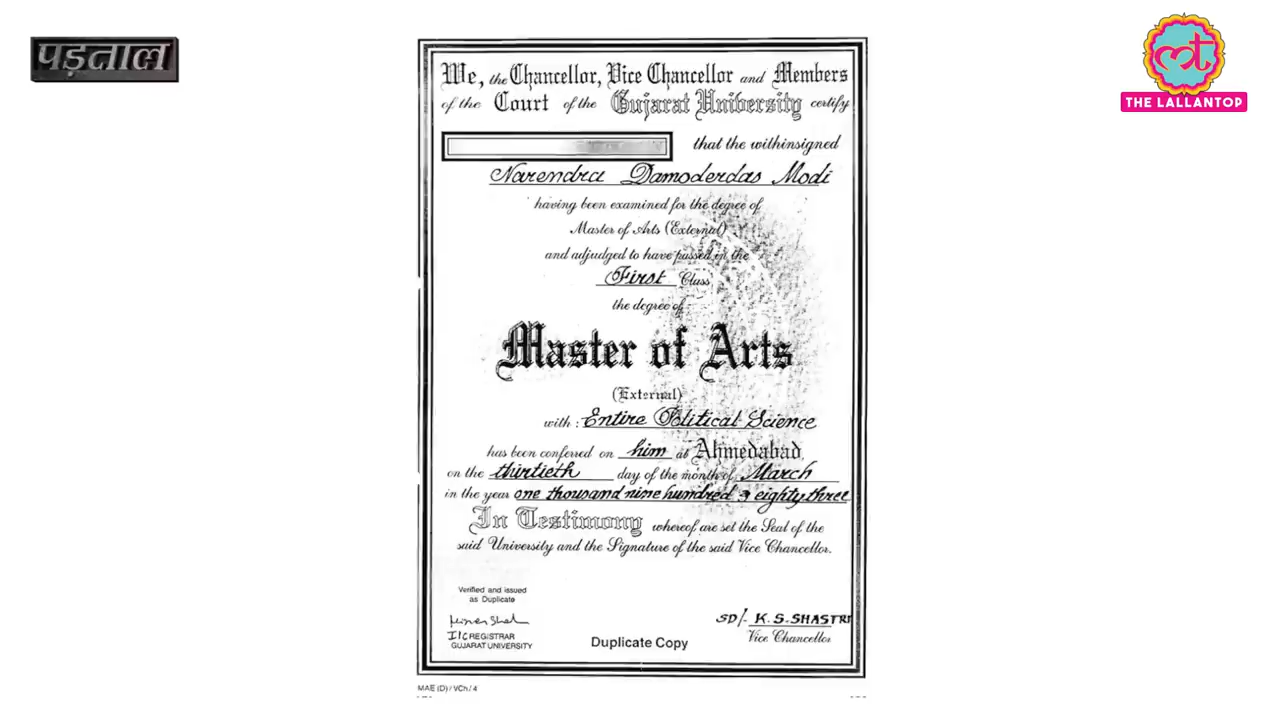 पड़ताल
THE LALLANTOP
We, the Chancellor, Vice Chancellor and Members
of the Court of the Gujarat University certify
that the withinsigned
Narendra Damoderdas Modi
having been examined for the degree of
Master of Arts (External)
and adjudged to have passed in the
First Class
the degree of
Master of Arts
(External)
with : Entire Political Science
has been conferred on him at Ahmedabad,
on the thirtieth day of the month of March
in the year one thousand nine hundred & eighty three
In Testimony whereof are set the Seal of the
said University and the Signature of the said Vice Chancellor.
Verified and issued
as Duplicate
I/C REGISTRAR
GUJARAT UNIVERSITY
Duplicate Copy
SD/- K.S.SHASTRI
Vice Chancellor
MAE (D) / VCh / 4